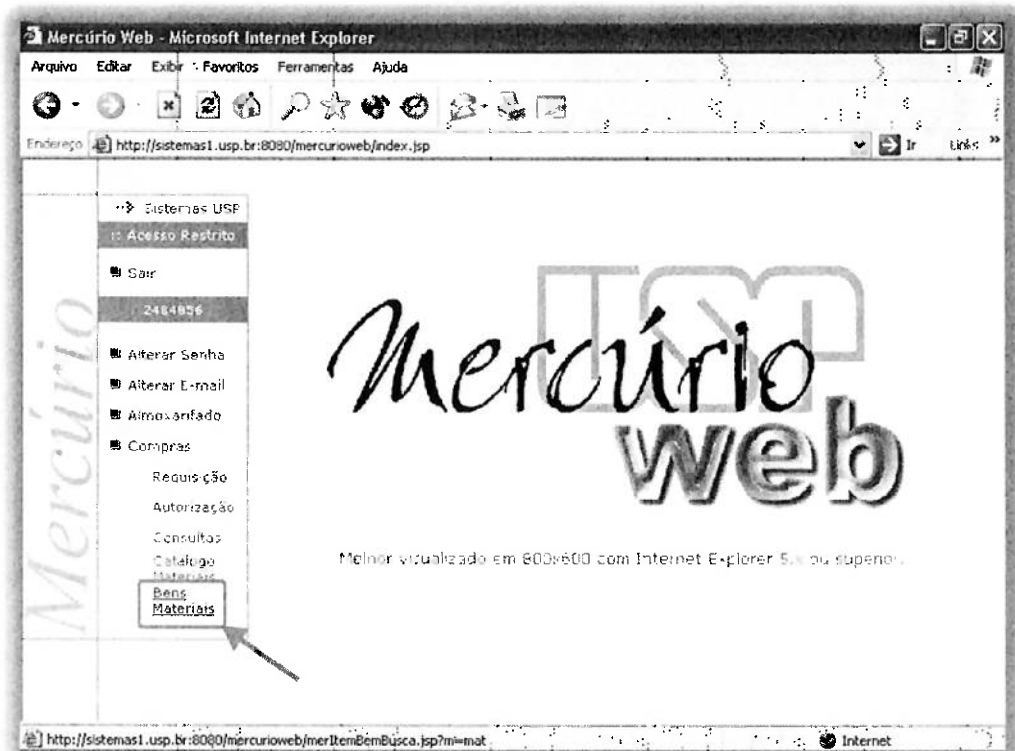 Mercúrio Web - Microsoft Internet Explorer
Arquivo Editar Exibir Favoritos Ferramentas Ajuda
Endereço http://sistemas1.usp.br:8080/mercurioweb/index.jsp Ir Links »
Mercúrio
Sistemas USP
:: Acesso Restrito
Sair
2484856
Alterar Senha
Alterar E-mail
Almoxarifado
Compras
Requisição
Autorização
Consultas
Catálogo
Materiais
Bens
Materiais
USP
Mercúrio
web
Melhor visualizado em 800x600 com Internet Explorer 5.x ou superior.
http://sistemas1.usp.br:8080/mercurioweb/merItemBemBusca.jsp?mi=mat Internet